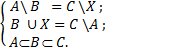 A\B = C\X ;
B ∪X = C\A ;
A⊂B⊂ C.